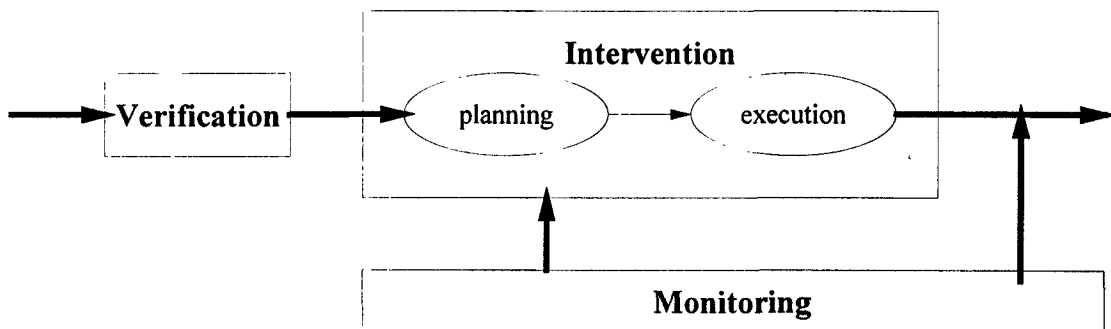 Intervention
Verification
planning
execution
Monitoring